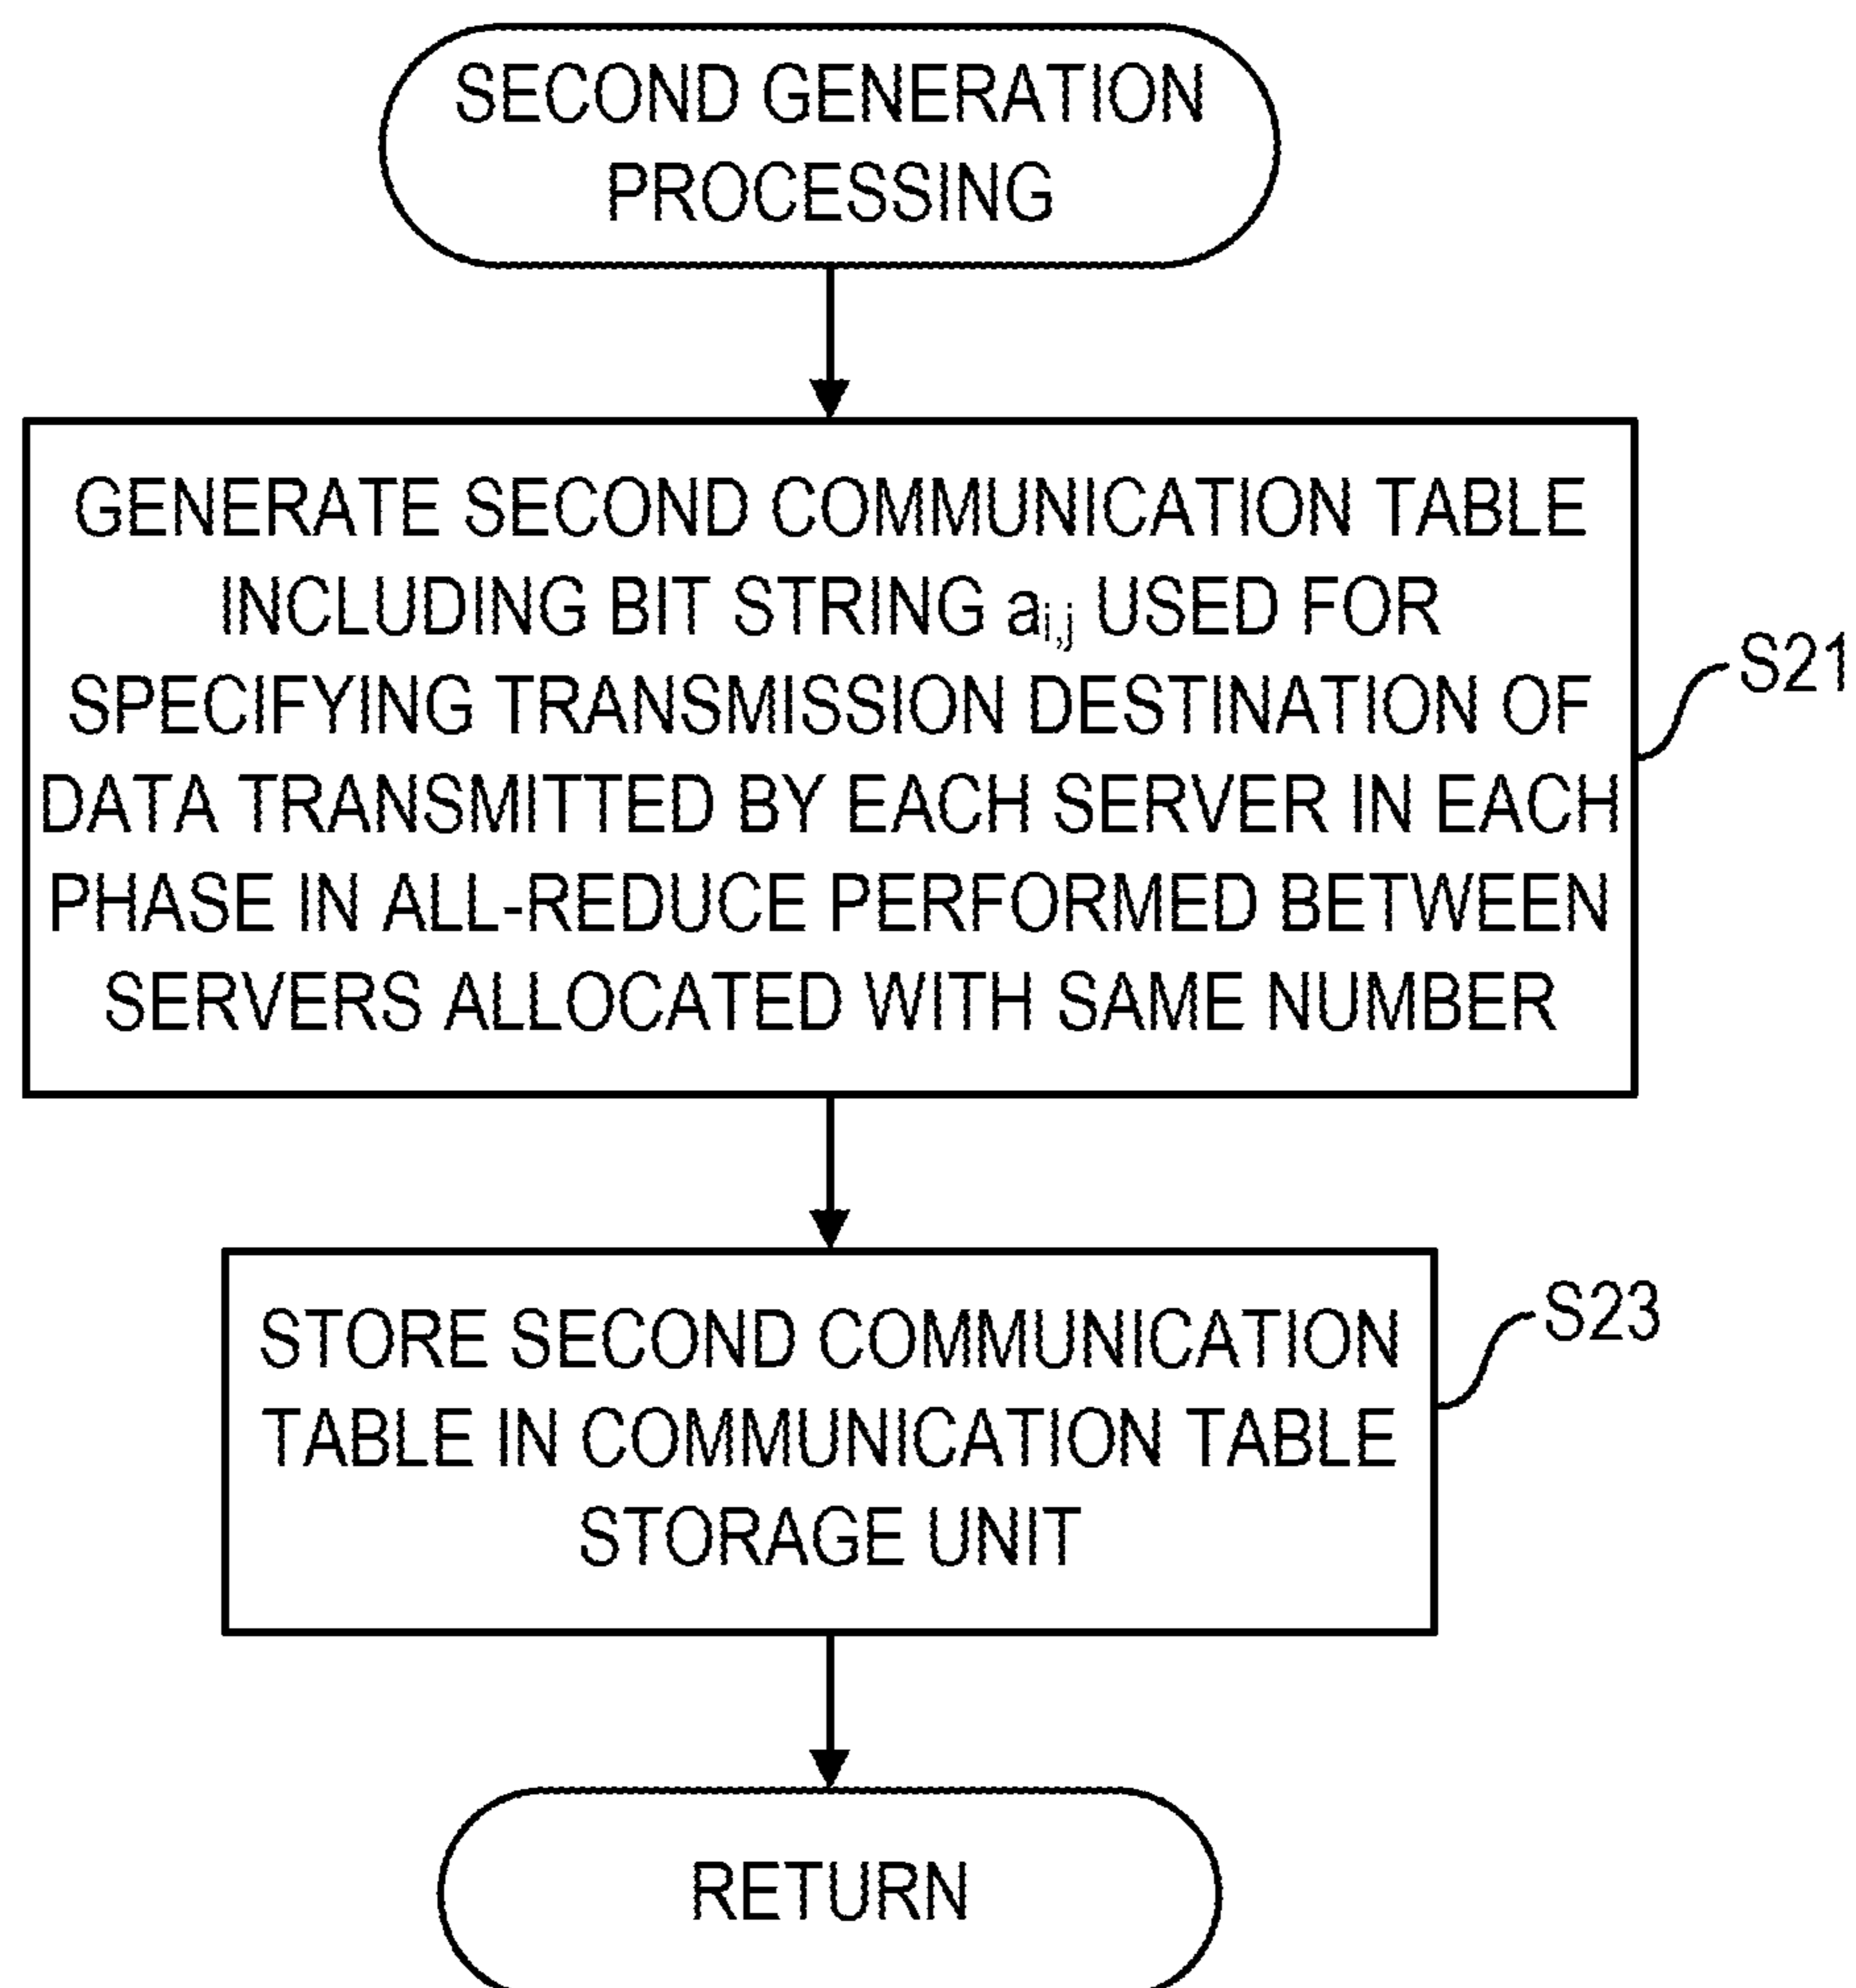 SECOND GENERATION
PROCESSING
GENERATE SECOND COMMUNICATION TABLE
INCLUDING BIT STRING ai,j USED FOR
SPECIFYING TRANSMISSION DESTINATION OF
DATA TRANSMITTED BY EACH SERVER IN EACH
PHASE IN ALL-REDUCE PERFORMED BETWEEN
SERVERS ALLOCATED WITH SAME NUMBER
S21
STORE SECOND COMMUNICATION
TABLE IN COMMUNICATION TABLE
STORAGE UNIT
S23
RETURN